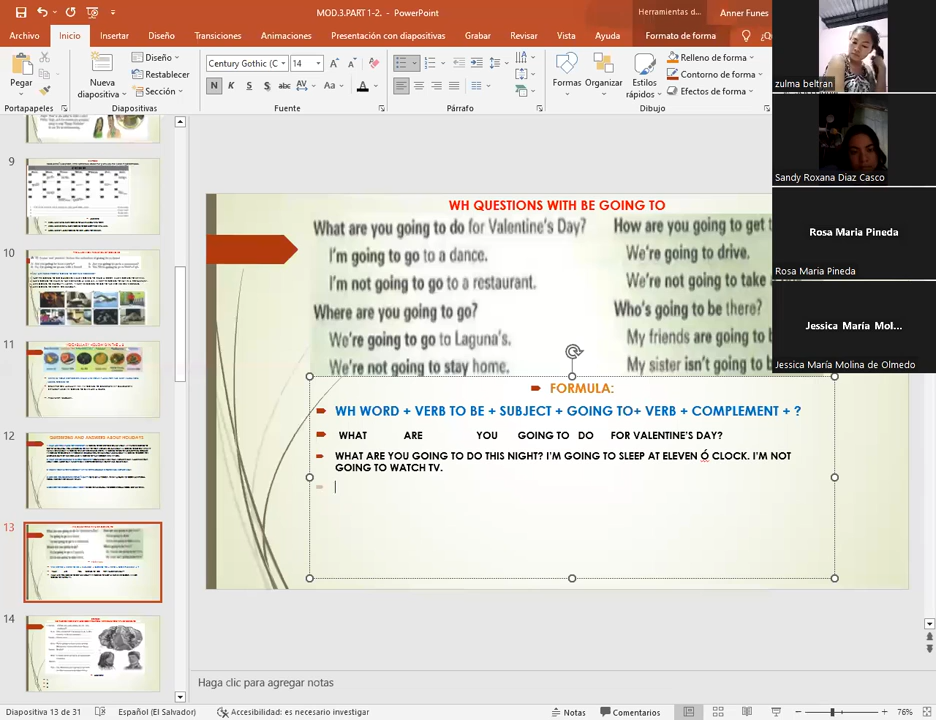 MOD.3.PART 1-2. - PowerPoint
Herramientas d...
Anner Funes
Archivo Inicio Insertar Diseño Transiciones Animaciones Presentación con diapositivas Grabar Revisar Vista Ayuda Formato de forma
Pegar
Nueva
diapositiva
Diseño
Restablecer
Sección
Century Gothic (C 14
N K S abc AV Aa A
Formas
Organizar
Estilos
rápidos
Relleno de forma
Contorno de forma
Efectos de forma
Portapapeles Diapositivas Fuente Párrafo Dibujo
zulma beltran
Sandy Roxana Diaz Casco
Rosa Maria Pineda
Rosa Maria Pineda
Jessica María Mol...
Jessica María Molina de Olmedo
9
10
11
12
13
14
WH QUESTIONS WITH BE GOING TO
What are you going to do for Valentine's Day?
I'm going to go to a dance.
I'm not going to go to a restaurant.
Where are you going to go?
We're going to go to Laguna's.
We're not going to stay home.
How are you going to get
We're going to drive.
We're not going to take
Who's going to be there?
My friends are going to
My sister isn't going to
FORMULA:
WH WORD + VERB TO BE + SUBJECT + GOING TO+ VERB + COMPLEMENT + ?
WHAT ARE YOU GOING TO DO FOR VALENTINE'S DAY?
WHAT ARE YOU GOING TO DO THIS NIGHT? I'M GOING TO SLEEP AT ELEVEN Ó CLOCK. I'M NOT
GOING TO WATCH TV.
Haga clic para agregar notas
Diapositiva 13 de 31 Español (El Salvador) Accesibilidad: es necesario investigar Notas Comentarios 76%